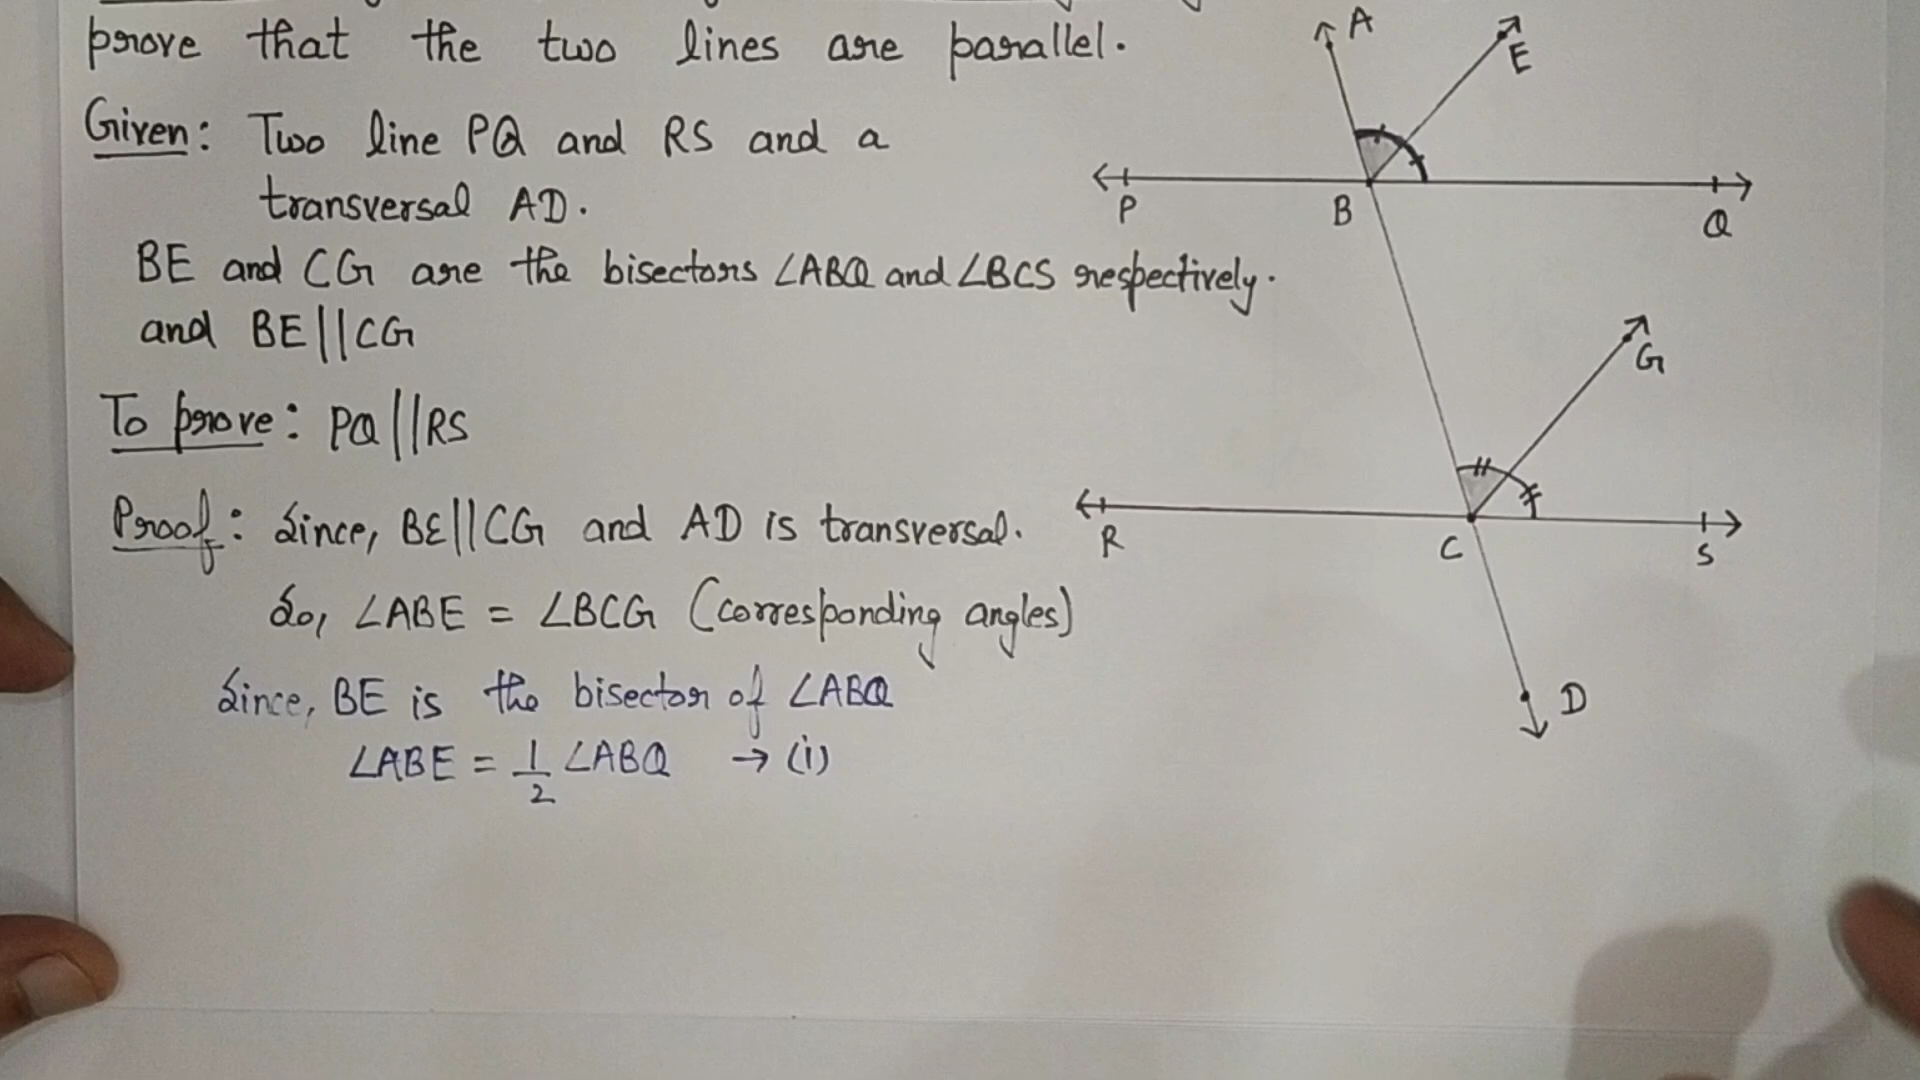 prove that the two lines are parallel.
Given: Two line PQ and RS and a
transversal AD.
BE and CG are the bisectors ∠ABQ and ∠BCS respectively.
and BE||CG
To prove: PQ||RS
Proof: Since, BE||CG and AD is transversal.
So, ∠ABE = ∠BCG (corresponding angles)
Since, BE is the bisector of ∠ABQ
∠ABE = 1/2 ∠ABQ → (i)
A
E
P
B
Q
G
R
C
S
D